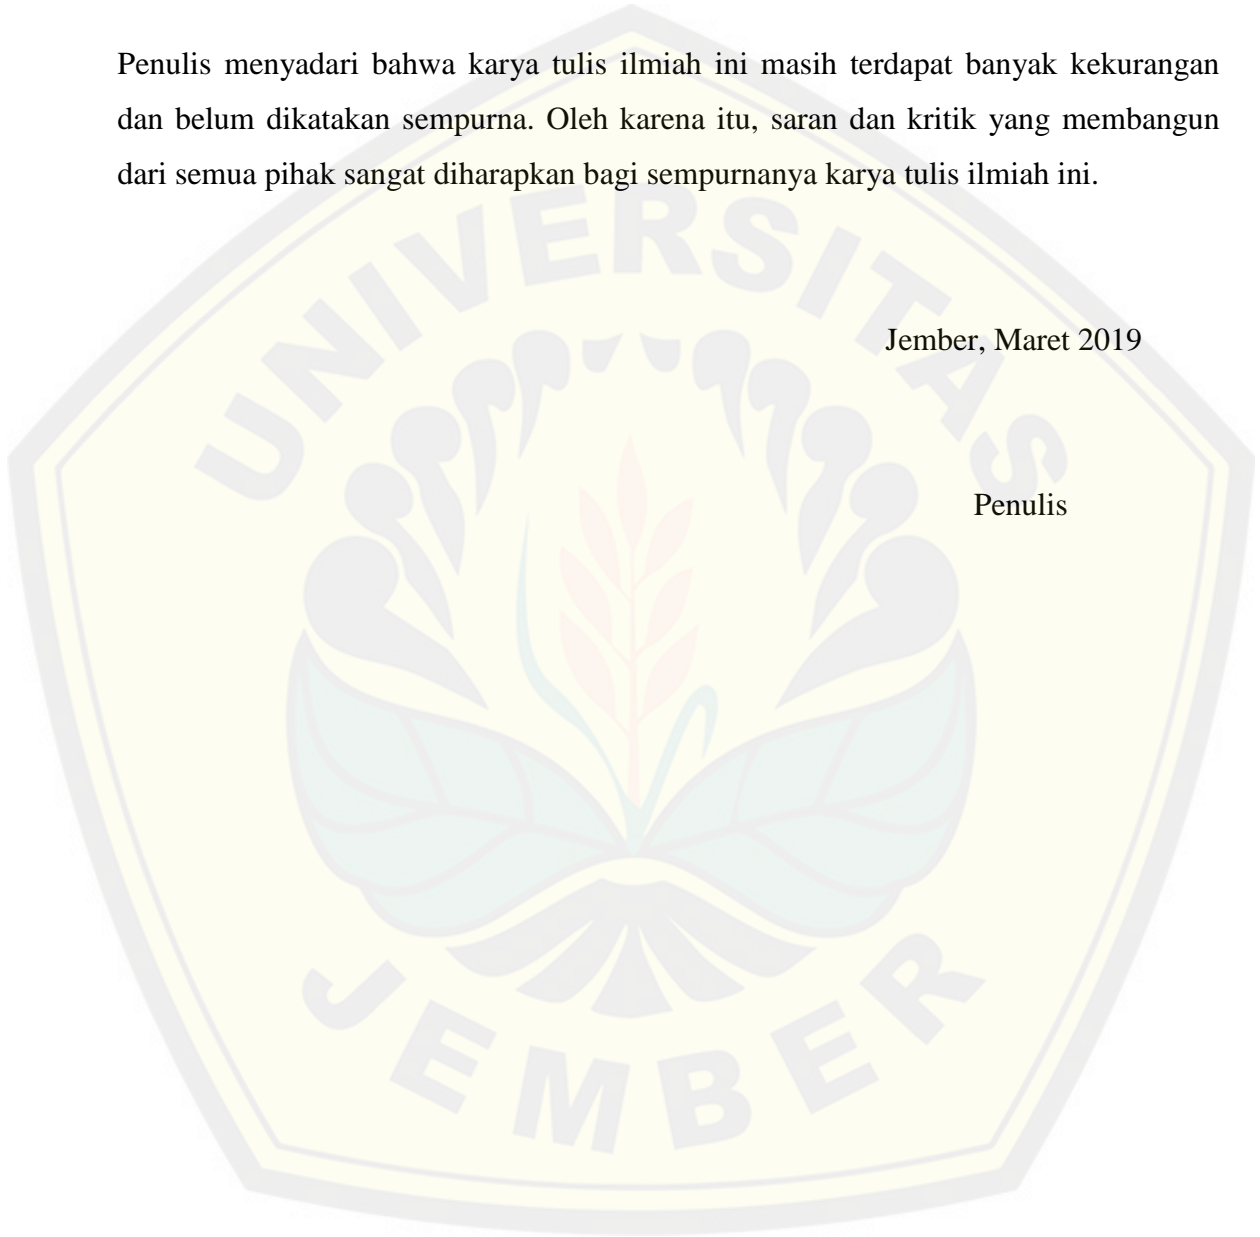 Penulis menyadari bahwa karya tulis ilmiah ini masih terdapat banyak kekurangan
dan belum dikatakan sempurna. Oleh karena itu, saran dan kritik yang membangun
dari semua pihak sangat diharapkan bagi sempurnanya karya tulis ilmiah ini.
UNIVERSITAS
Jember, Maret 2019
Penulis
JEMBER